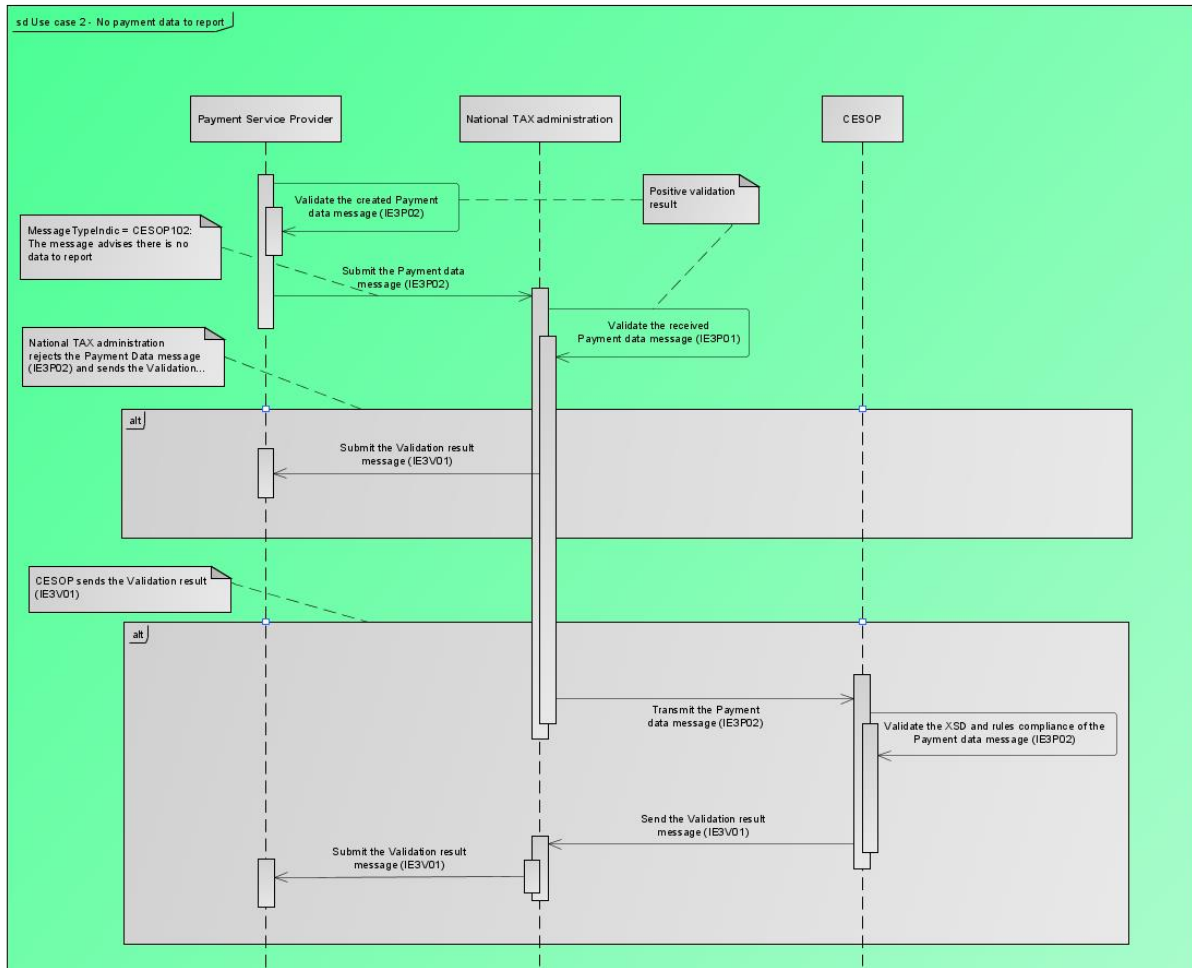 sd Use case 2 - No payment data to report
Payment Service Provider
National TAX administration
CESOP
Validate the created Payment
data message (IE3P02)
Positive validation
result
MessageTypeIndic = CESOP102:
The message advises there is no
data to report
Submit the Payment data
message (IE3P02)
Validate the received
Payment data message (IE3P01)
National TAX administration
rejects the Payment Data message
(IE3P02) and sends the Validation...
alt
Submit the Validation result
message (IE3V01)
CESOP sends the Validation result
(IE3V01)
alt
Transmit the Payment
data message (IE3P02)
Validate the XSD and rules compliance of the
Payment data message (IE3P02)
Send the Validation result
message (IE3V01)
Submit the Validation result
message (IE3V01)